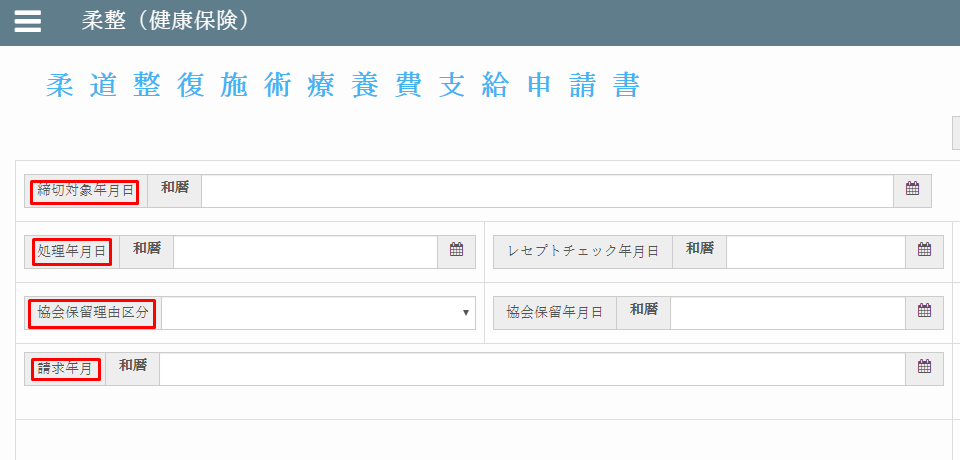 柔整（健康保険）
柔道整復施術療養費支給申請書
締切対象年月日 和暦
処理年月日 和暦 レセプトチェック年月日 和暦
協会保留理由区分 協会保留年月日 和暦
請求年月 和暦